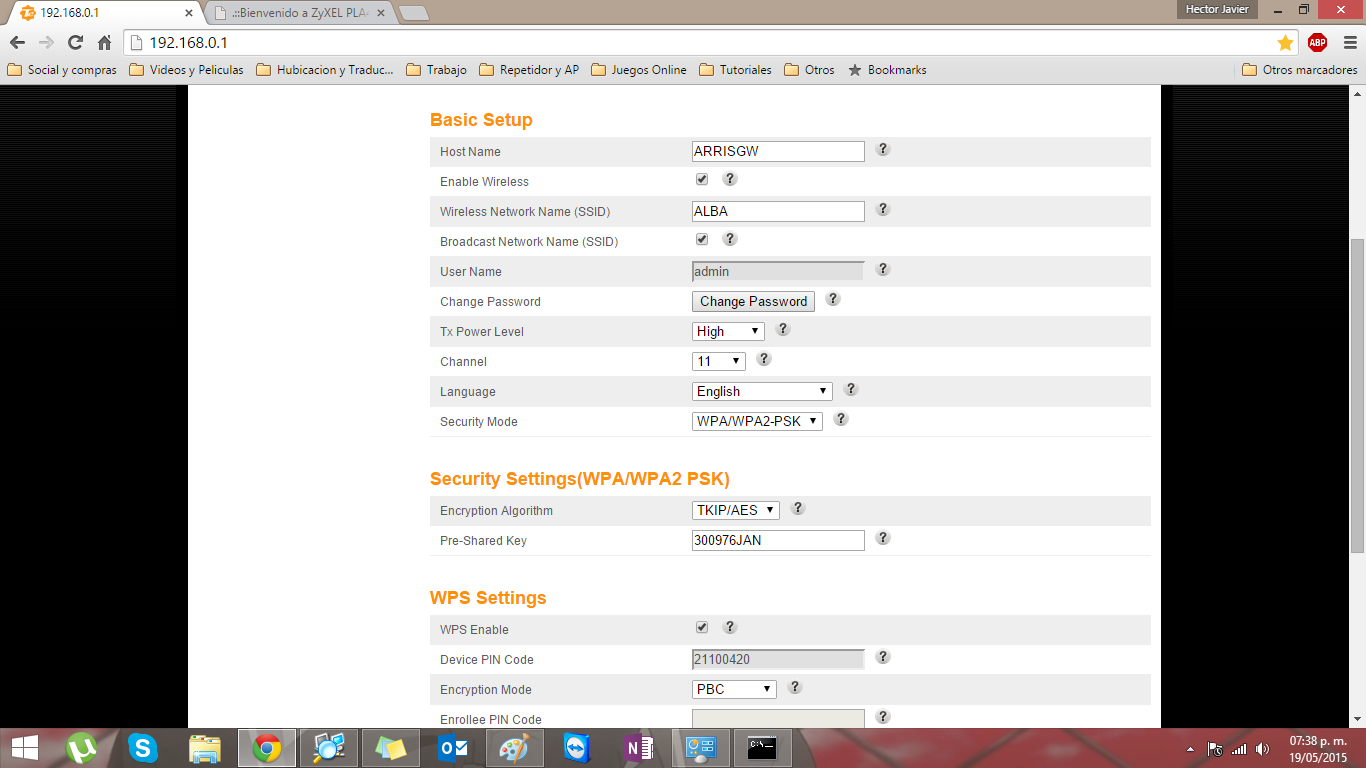 192.168.0.1
.::Bienvenido a ZyXEL PLA
Hector Javier
192.168.0.1
ABP
Social y compras
Videos y Peliculas
Hubicacion y Traduc...
Trabajo
Repetidor y AP
Juegos Online
Tutoriales
Otros
Bookmarks
Otros marcadores
Basic Setup
Host Name ARRISGW ?
Enable Wireless ?
Wireless Network Name (SSID) ALBA ?
Broadcast Network Name (SSID) ?
User Name admin ?
Change Password Change Password ?
Tx Power Level High ?
Channel 11 ?
Language English ?
Security Mode WPA/WPA2-PSK ?
Security Settings(WPA/WPA2 PSK)
Encryption Algorithm TKIP/AES ?
Pre-Shared Key 300976JAN ?
WPS Settings
WPS Enable ?
Device PIN Code 21100420 ?
Encryption Mode PBC ?
Enrollee PIN Code ?
07:38 p. m.
19/05/2015